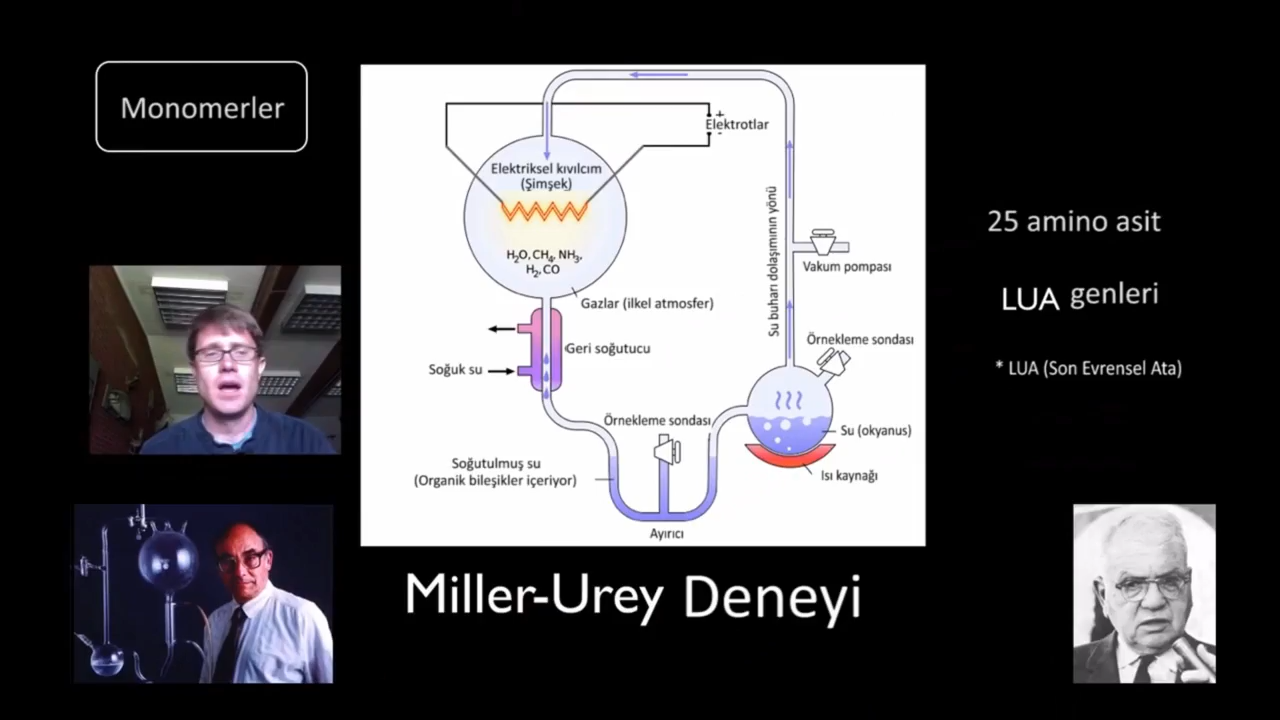 Monomerler
+
Elektrotlar
-
Elektriksel kıvılcım
(Şimşek)
H₂O, CH₄, NH₃,
H₂, CO
Gazlar (ilkel atmosfer)
Geri soğutucu
Soğuk su
Su buharı dolaşımının yönü
Vakum pompası
Örnekleme sondası
Örnekleme sondası
Su (okyanus)
Isı kaynağı
Soğutulmuş su
(Organik bileşikler içeriyor)
Ayırıcı
25 amino asit
LUA genleri
* LUA (Son Evrensel Ata)
Miller-Urey Deneyi